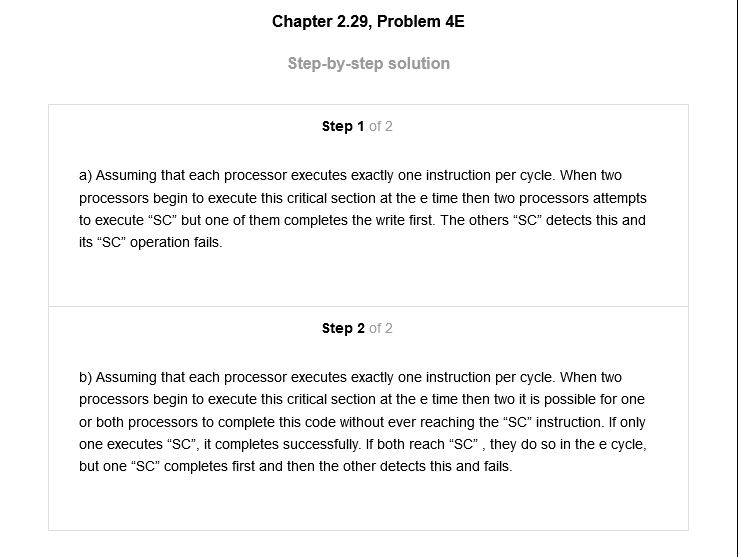 Chapter 2.29, Problem 4E
Step-by-step solution
Step 1 of 2
a) Assuming that each processor executes exactly one instruction per cycle. When two
processors begin to execute this critical section at the e time then two processors attempts
to execute “SC” but one of them completes the write first. The others “SC” detects this and
its “SC” operation fails.
Step 2 of 2
b) Assuming that each processor executes exactly one instruction per cycle. When two
processors begin to execute this critical section at the e time then two it is possible for one
or both processors to complete this code without ever reaching the “SC” instruction. If only
one executes “SC”, it completes successfully. If both reach “SC” , they do so in the e cycle,
but one “SC” completes first and then the other detects this and fails.